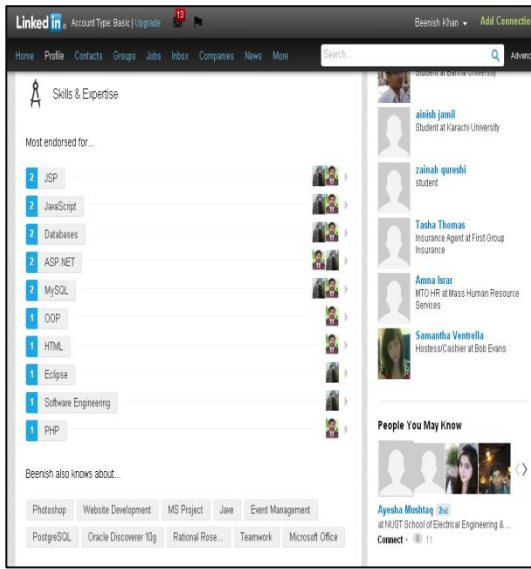 Linked in Account Type: Basic | Upgrade 13 Beenish Khan Add Connectio
Home Profile Contacts Groups Jobs Inbox Companies News More Search... Advanc
Skills & Expertise
Most endorsed for...
2 JSP
2 JavaScript
2 Databases
2 ASP.NET
2 MySQL
1 OOP
1 HTML
1 Eclipse
1 Software Engineering
1 PHP
Beenish also knows about...
Photoshop Website Development MS Project Jave Event Management
PostgreSQL Oracle Discoverer 10g Rational Rose... Teamwork Microsoft Office
Student at Bahria University
ainish jamil
Student at Karachi University
zainab qureshi
student
Tasha Thomas
Insurance Agent at First Group
Insurance
Amna Israr
MTO HR at Mass Human Resource
Services
Samantha Ventrella
Hostess/Cashier at Bob Evans
People You May Know
Ayesha Mushtaq 2nd
at NUST School of Electrical Engineering & ...
Connect 11